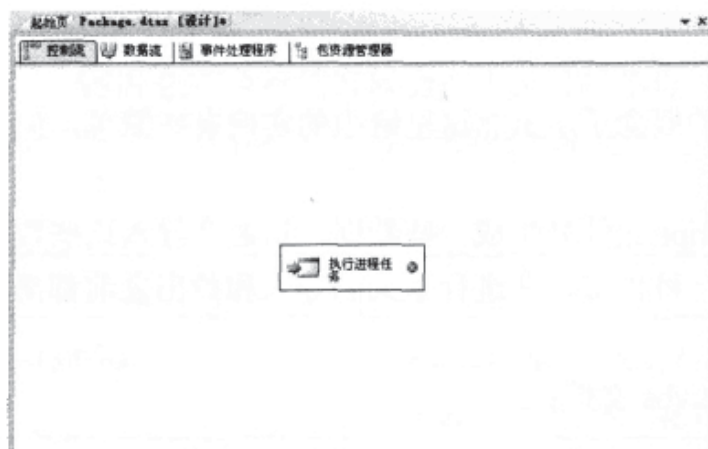 起始页 Package.dtsx [设计]*
控制流 数据流 事件处理程序 包资源管理器
执行进程任
务